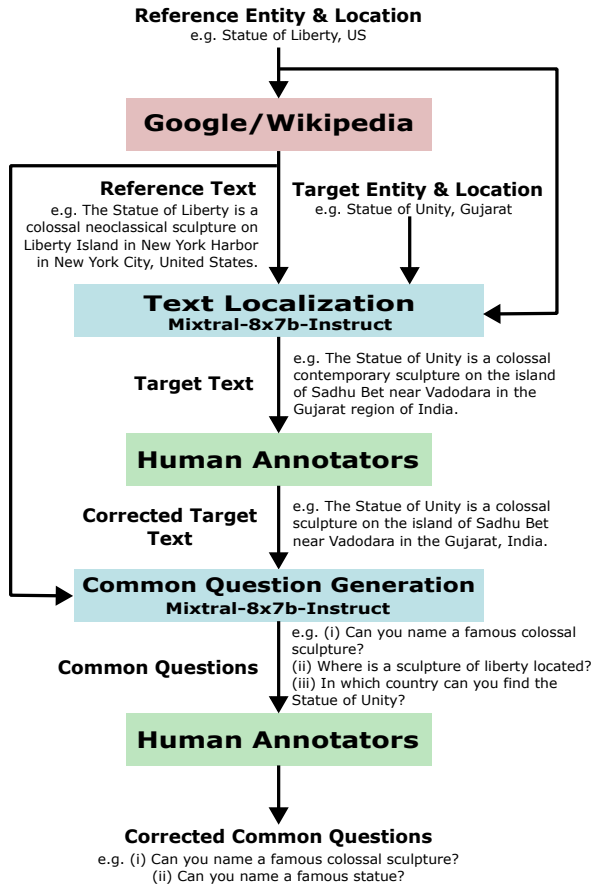 Reference Entity & Location
e.g. Statue of Liberty, US
Google/Wikipedia
Reference Text
e.g. The Statue of Liberty is a
colossal neoclassical sculpture on
Liberty Island in New York Harbor
in New York City, United States.
Target Entity & Location
e.g. Statue of Unity, Gujarat
Text Localization
Mixtral-8x7b-Instruct
Target Text
e.g. The Statue of Unity is a colossal
contemporary sculpture on the island
of Sadhu Bet near Vadodara in the
Gujarat region of India.
Human Annotators
Corrected Target
Text
e.g. The Statue of Unity is a colossal
sculpture on the island of Sadhu Bet
near Vadodara in the Gujarat, India.
Common Question Generation
Mixtral-8x7b-Instruct
Common Questions
e.g. (i) Can you name a famous colossal
sculpture?
(ii) Where is a sculpture of liberty located?
(iii) In which country can you find the
Statue of Unity?
Human Annotators
Corrected Common Questions
e.g. (i) Can you name a famous colossal sculpture?
(ii) Can you name a famous statue?